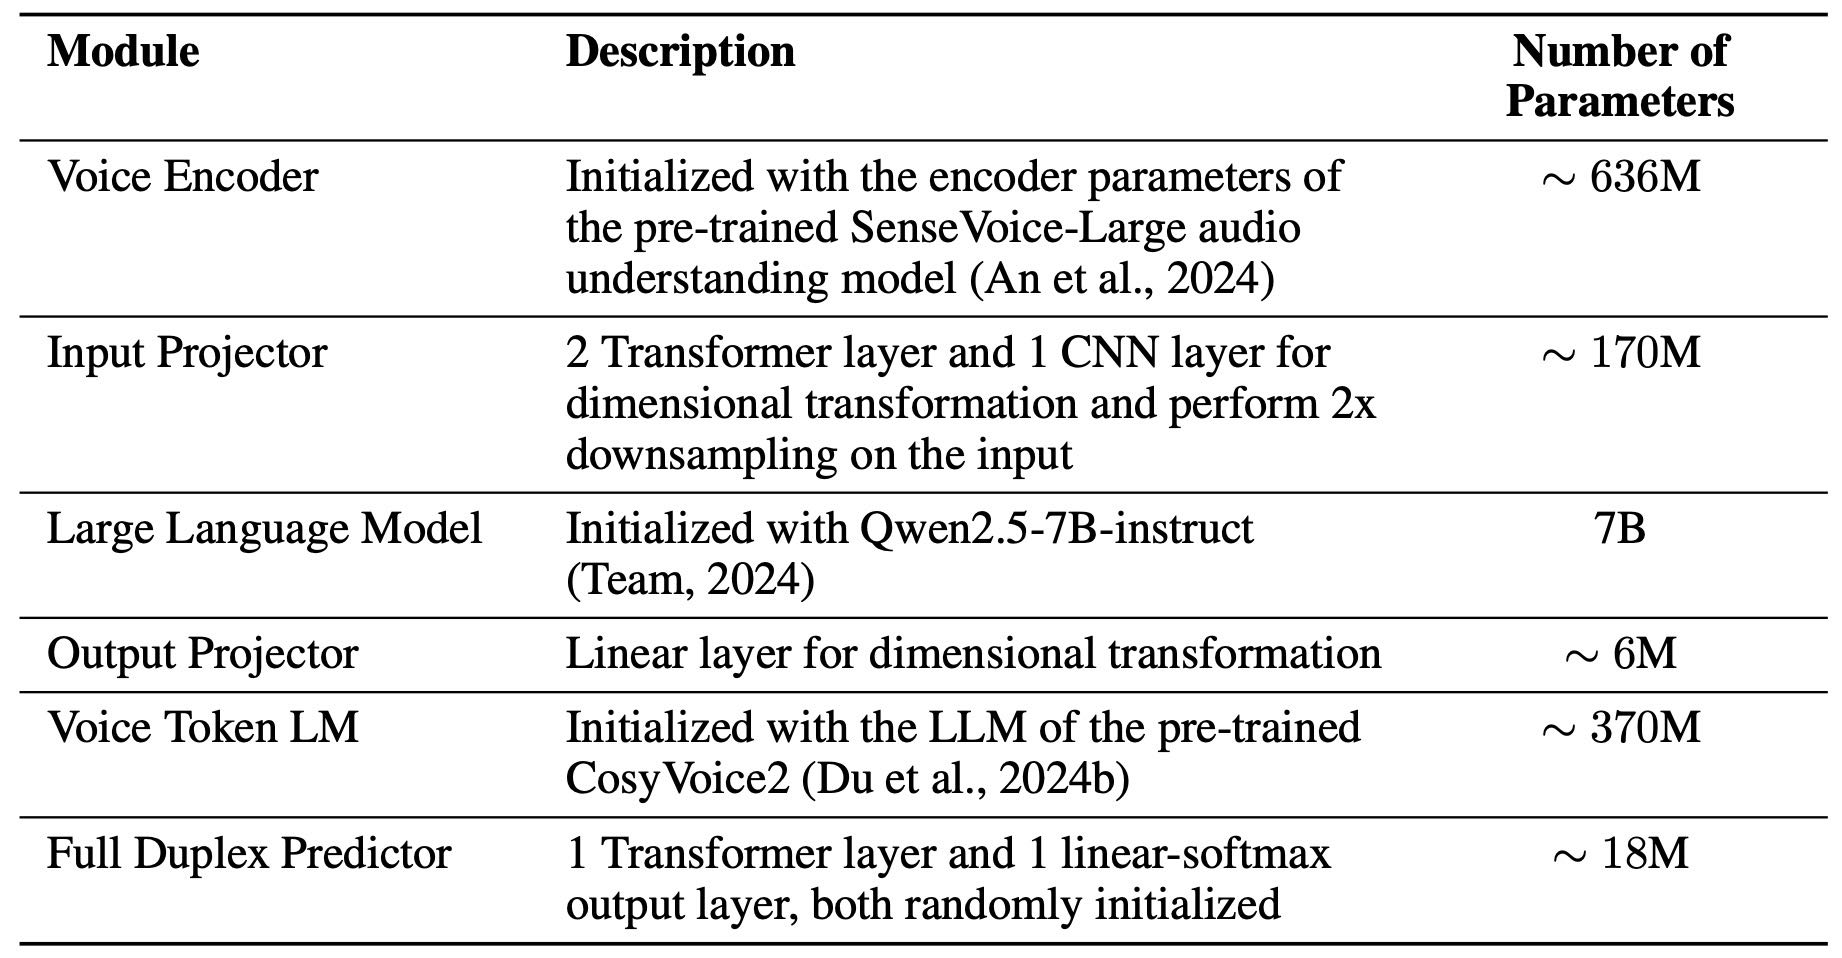 Module Description Number of
Parameters
Voice Encoder Initialized with the encoder parameters of ∼ 636M
the pre-trained SenseVoice-Large audio
understanding model (An et al., 2024)
Input Projector 2 Transformer layer and 1 CNN layer for ∼ 170M
dimensional transformation and perform 2x
downsampling on the input
Large Language Model Initialized with Qwen2.5-7B-instruct 7B
(Team, 2024)
Output Projector Linear layer for dimensional transformation ∼ 6M
Voice Token LM Initialized with the LLM of the pre-trained ∼ 370M
CosyVoice2 (Du et al., 2024b)
Full Duplex Predictor 1 Transformer layer and 1 linear-softmax ∼ 18M
output layer, both randomly initialized